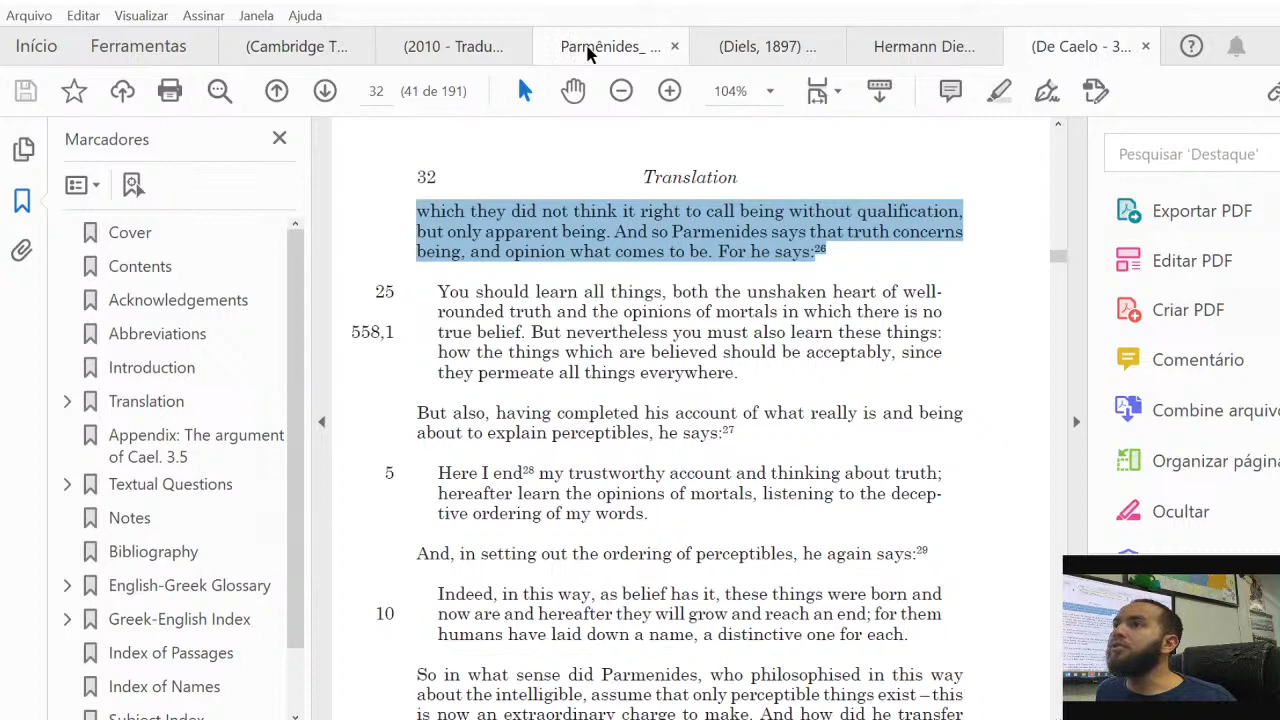 Arquivo Editar Visualizar Assinar Janela Ajuda
Início Ferramentas (Cambridge T... (2010 - Tradu... Parmênides_ ... × (Diels, 1897) ... Hermann Die... (De Caelo - 3... ×
32 (41 de 191) 104%
Marcadores
Cover
Contents
Acknowledgements
Abbreviations
Introduction
Translation
Appendix: The argument
of Cael. 3.5
Textual Questions
Notes
Bibliography
English-Greek Glossary
Greek-English Index
Index of Passages
Index of Names
Subject Index
32 Translation
which they did not think it right to call being without qualification,
but only apparent being. And so Parmenides says that truth concerns
being, and opinion what comes to be. For he says:²⁶
25 You should learn all things, both the unshaken heart of well-
rounded truth and the opinions of mortals in which there is no
558,1 true belief. But nevertheless you must also learn these things:
how the things which are believed should be acceptably, since
they permeate all things everywhere.
But also, having completed his account of what really is and being
about to explain perceptibles, he says:²⁷
5 Here I end²⁸ my trustworthy account and thinking about truth;
hereafter learn the opinions of mortals, listening to the decep-
tive ordering of my words.
And, in setting out the ordering of perceptibles, he again says:²⁹
Indeed, in this way, as belief has it, these things were born and
now are and hereafter they will grow and reach an end; for them
10 humans have laid down a name, a distinctive one for each.
So in what sense did Parmenides, who philosophised in this way
about the intelligible, assume that only perceptible things exist – this
is now an extraordinary charge to make. And how did he transfer
Pesquisar 'Destaque'
Exportar PDF
Editar PDF
Criar PDF
Comentário
Combine arquivo
Organizar página
Ocultar